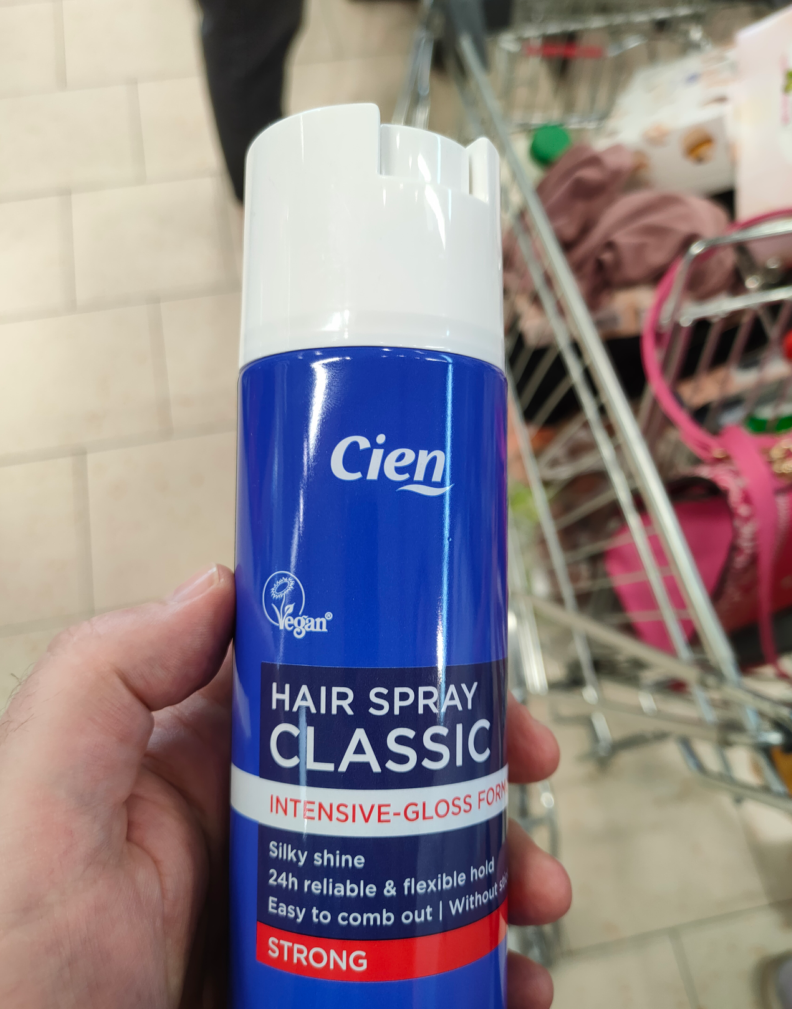 Cien
Vegan®
HAIR SPRAY
CLASSIC
INTENSIVE-GLOSS
Silky shine
24h reliable & flexible hold
Easy to comb out | Without
STRONG